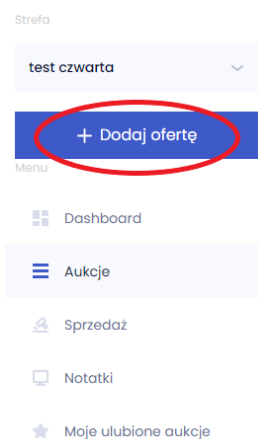 Strefa
test czwarta
+ Dodaj ofertę
Menu
Dashboard
Aukcje
Sprzedaż
Notatki
Moje ulubione aukcje